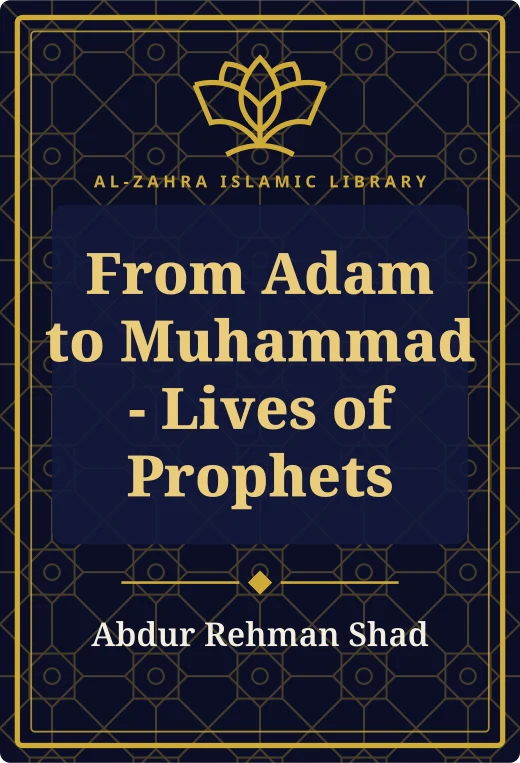 AL-ZAHRA ISLAMIC LIBRARY
From Adam
to Muhammad
- Lives of
Prophets
Abdur Rehman Shad